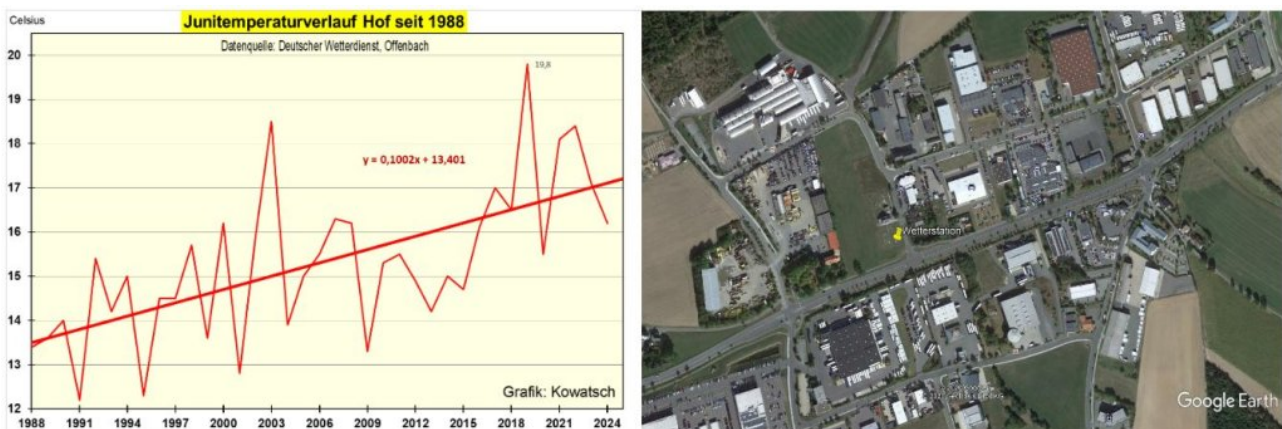 Celsius
Junitemperaturverlauf Hof seit 1988
Datenquelle: Deutscher Wetterdienst, Offenbach
20
19,8
19
18
y = 0,1002x + 13,401
17
16
15
14
13
12
Grafik: Kowatsch
1988 1991 1994 1997 2000 2003 2006 2009 2012 2015 2018 2021 2024
Wetterstation
Google Earth